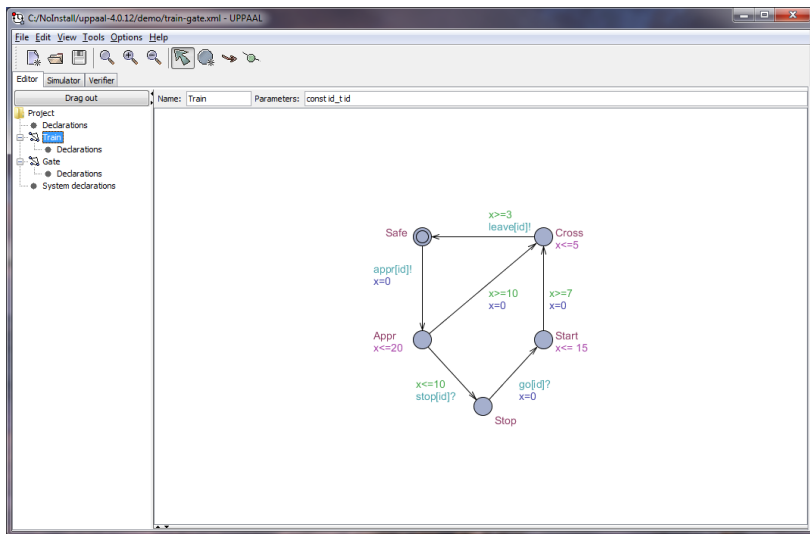 C:/NoInstall/uppaal-4.0.12/demo/train-gate.xml - UPPAAL
File Edit View Tools Options Help
Editor Simulator Verifier
Drag out
Name: Train Parameters: const id_t id
Project
Declarations
Train
Declarations
Gate
Declarations
System declarations
x>=3
leave[id]!
Safe
Cross
x<=5
appr[id]!
x=0
x>=10
x=0
x>=7
x=0
Appr
x<=20
Start
x<= 15
x<=10
stop[id]?
go[id]?
x=0
Stop